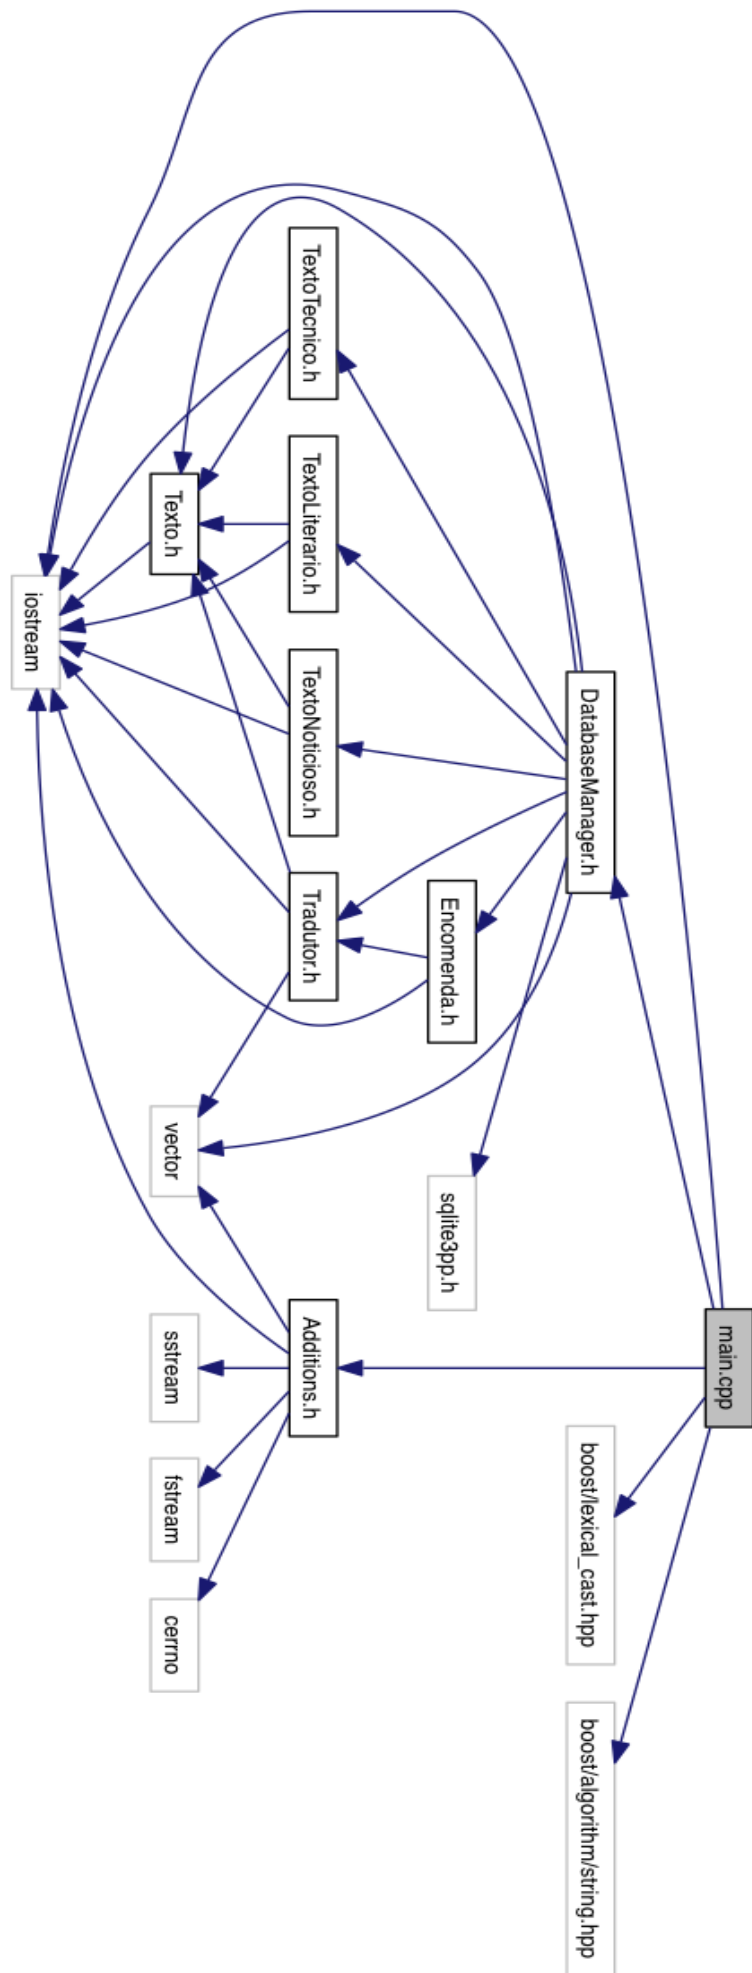 main.cpp
DatabaseManager.h
boost/lexical_cast.hpp
boost/algorithm/string.hpp
Encomenda.h
sqlite3pp.h
TextoTecnico.h
TextoLiterario.h
TextoNoticioso.h
Tradutor.h
Additions.h
Texto.h
vector
sstream
fstream
cerrno
iostream